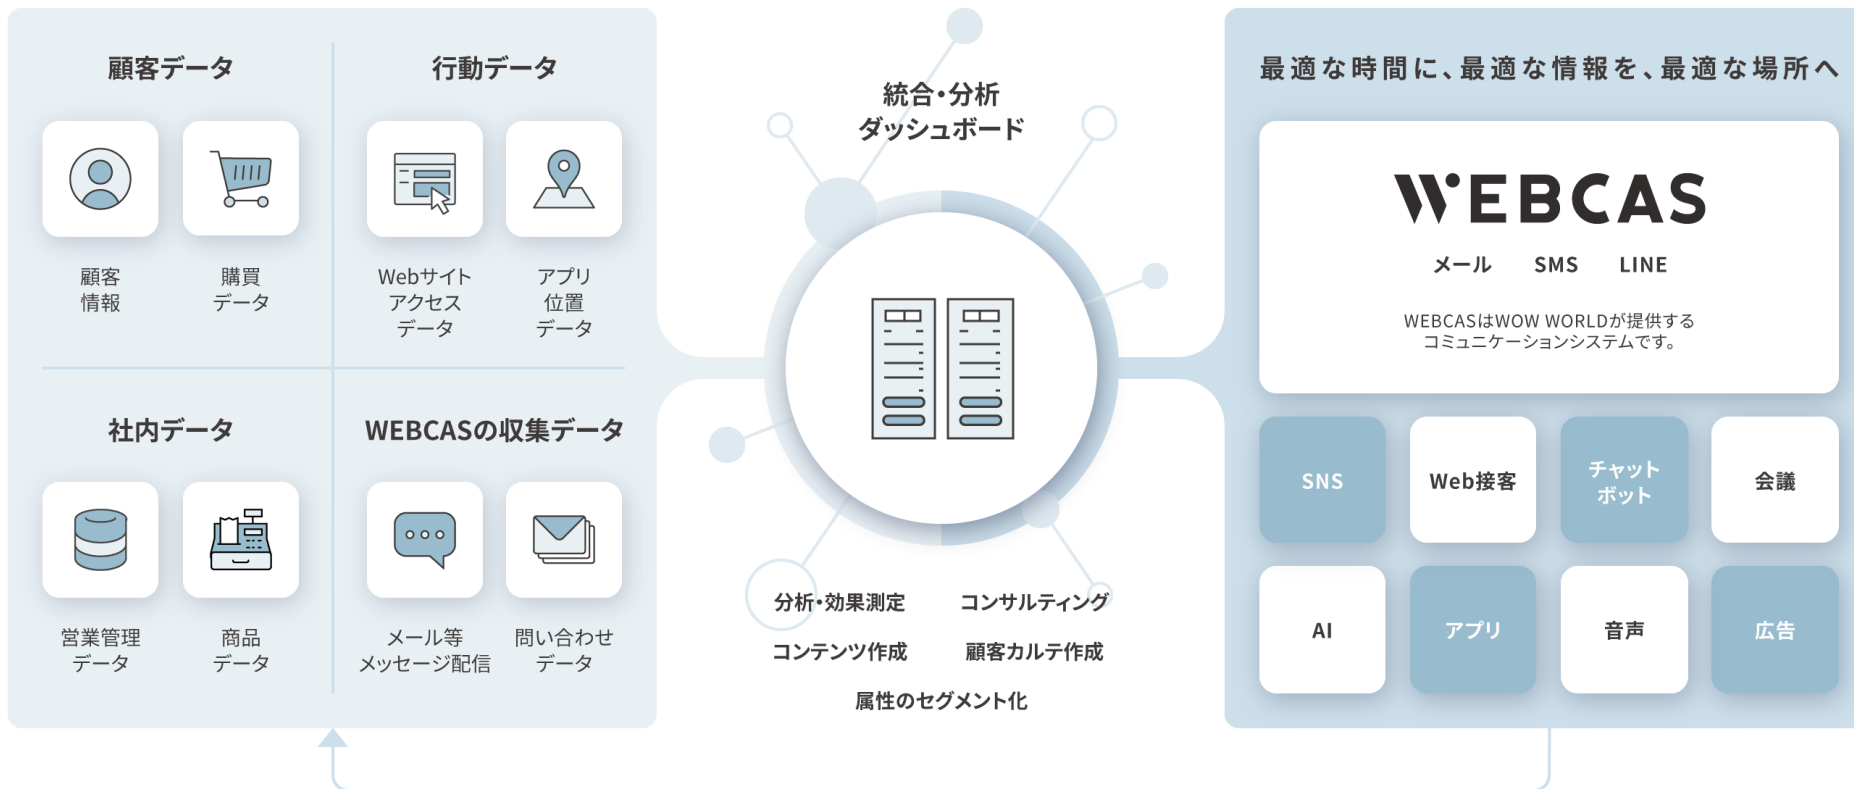 顧客データ
顧客
情報
購買
データ
行動データ
Webサイト
アクセス
データ
アプリ
位置
データ
社内データ
営業管理
データ
商品
データ
WEBCASの収集データ
メール等
メッセージ配信
問い合わせ
データ
統合・分析
ダッシュボード
分析・効果測定
コンサルティング
コンテンツ作成
顧客カルテ作成
属性のセグメント化
最適な時間に、最適な情報を、最適な場所へ
WEBCAS
メール SMS LINE
WEBCASはWOW WORLDが提供する
コミュニケーションシステムです。
SNS
Web接客
チャット
ボット
会議
AI
アプリ
音声
広告